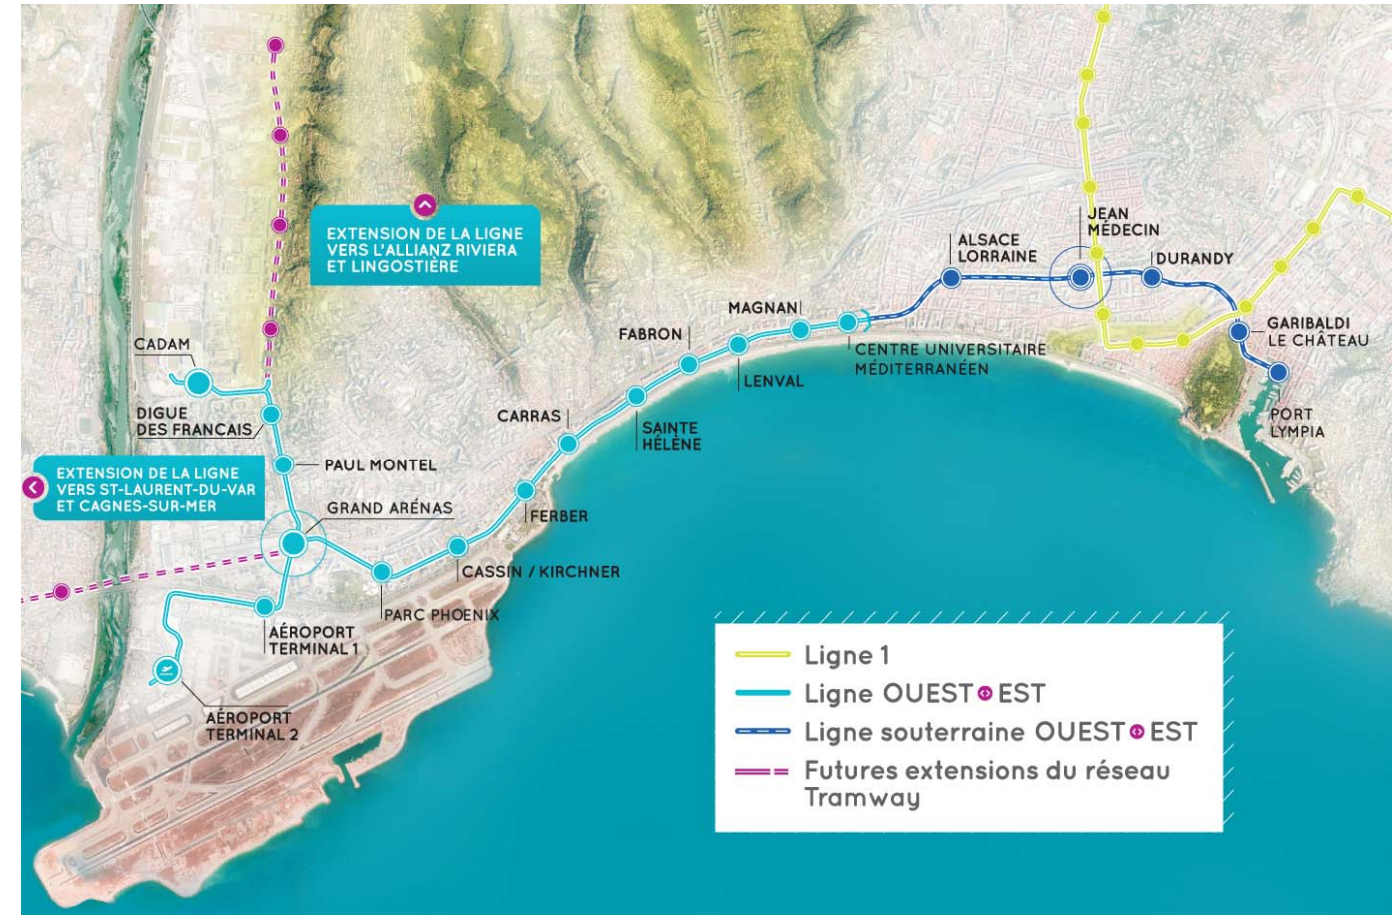 EXTENSION DE LA LIGNE
VERS L'ALLIANZ RIVIERA
ET LINGOSTIÈRE
JEAN
MÉDECIN
ALSACE
LORRAINE
DURANDY
MAGNAN
GARIBALDI
LE CHÂTEAU
FABRON
CADAM
CENTRE UNIVERSITAIRE
MÉDITERRANÉEN
LENVAL
DIGUE
DES FRANCAIS
CARRAS
SAINTE
HÉLÈNE
PORT
LYMPIA
EXTENSION DE LA LIGNE
VERS ST-LAURENT-DU-VAR
ET CAGNES-SUR-MER
PAUL MONTEL
GRAND ARÉNAS
FERBER
CASSIN / KIRCHNER
PARC PHOENIX
AÉROPORT
TERMINAL 1
AÉROPORT
TERMINAL 2
Ligne 1
Ligne OUEST EST
Ligne souterraine OUEST EST
Futures extensions du réseau
Tramway